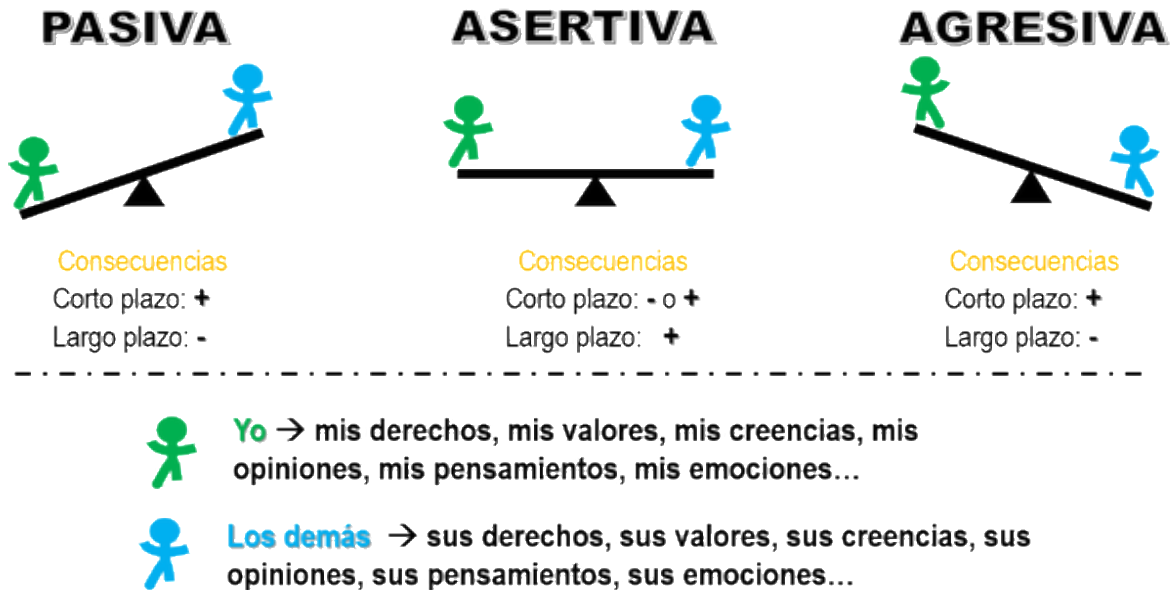 PASIVA
ASERTIVA
AGRESIVA
Consecuencias
Corto plazo: +
Largo plazo: -
Consecuencias
Corto plazo: - o +
Largo plazo: +
Consecuencias
Corto plazo: +
Largo plazo: -
Yo → mis derechos, mis valores, mis creencias, mis
opiniones, mis pensamientos, mis emociones...
Los demás → sus derechos, sus valores, sus creencias, sus
opiniones, sus pensamientos, sus emociones...